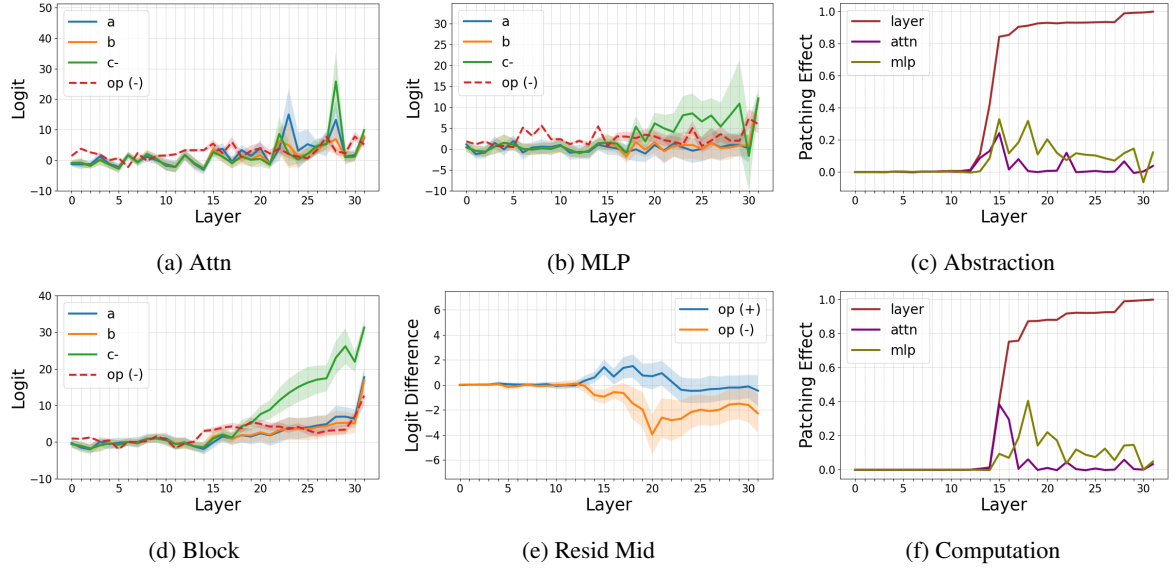 50
40
30
20
10
0
−10
Logit
a
b
c-
op (-)
0 5 10 15 20 25 30
Layer
(a) Attn
35
30
25
20
15
10
5
0
−5
−10
Logit
a
b
c-
op (-)
0 5 10 15 20 25 30
Layer
(b) MLP
1.0
0.8
0.6
0.4
0.2
0.0
Patching Effect
layer
attn
mlp
0 5 10 15 20 25 30
Layer
(c) Abstraction
40
30
20
10
0
−10
Logit
a
b
c-
op (-)
0 5 10 15 20 25 30
Layer
(d) Block
6
4
2
0
−2
−4
−6
Logit Difference
op (+)
op (-)
0 5 10 15 20 25 30
Layer
(e) Resid Mid
1.0
0.8
0.6
0.4
0.2
0.0
Patching Effect
layer
attn
mlp
0 5 10 15 20 25 30
Layer
(f) Computation